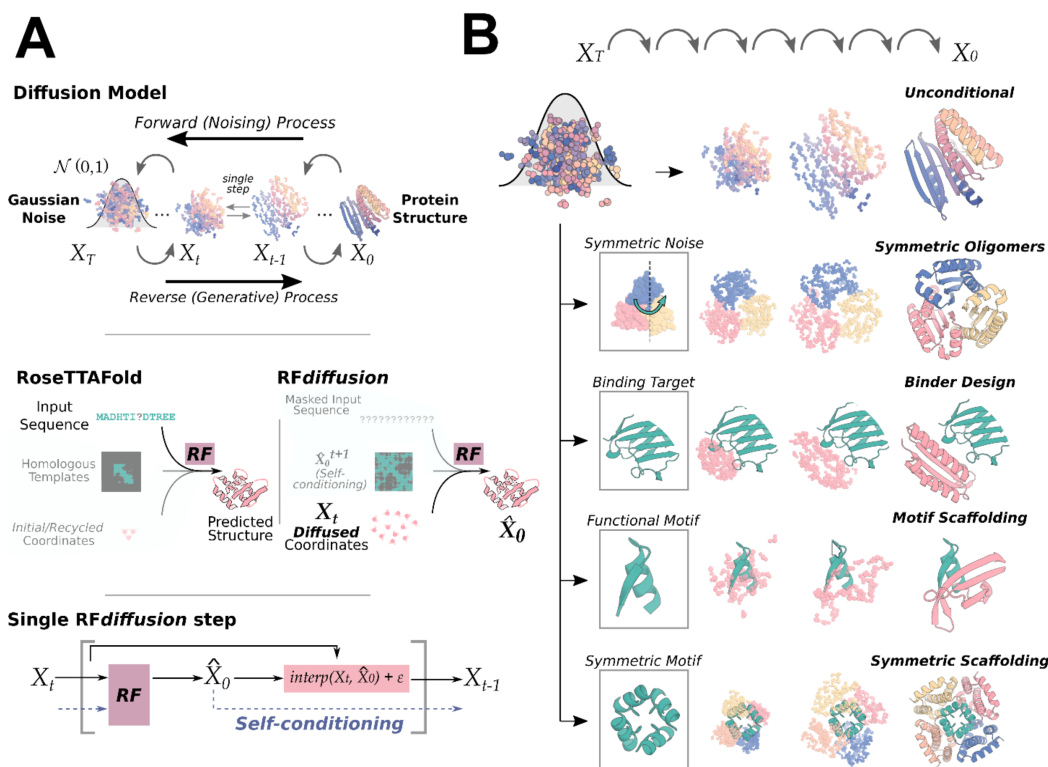 A
Diffusion Model
Forward (Noising) Process
𝒩 (0,1)
single
step
Gaussian
Noise
...
...
Protein
Structure
X_T
X_t
X_t-1
X_0
Reverse (Generative) Process
RoseTTAFold
Input
Sequence
MADHTI?DTREE
RF
Homologous
Templates
Initial/Recycled
Coordinates
Predicted
Structure
RFdiffusion
Masked Input
Sequence
????????????
RF
X̂_0^t+1
(Self-
conditioning)
X_t
Diffused
Coordinates
X̂_0
Single RFdiffusion step
X_t
RF
X̂_0
interp(X_t, X̂_0) + ε
X_t-1
Self-conditioning
B
X_T
X_0
Unconditional
Symmetric Noise
Symmetric Oligomers
Binding Target
Binder Design
Functional Motif
Motif Scaffolding
Symmetric Motif
Symmetric Scaffolding